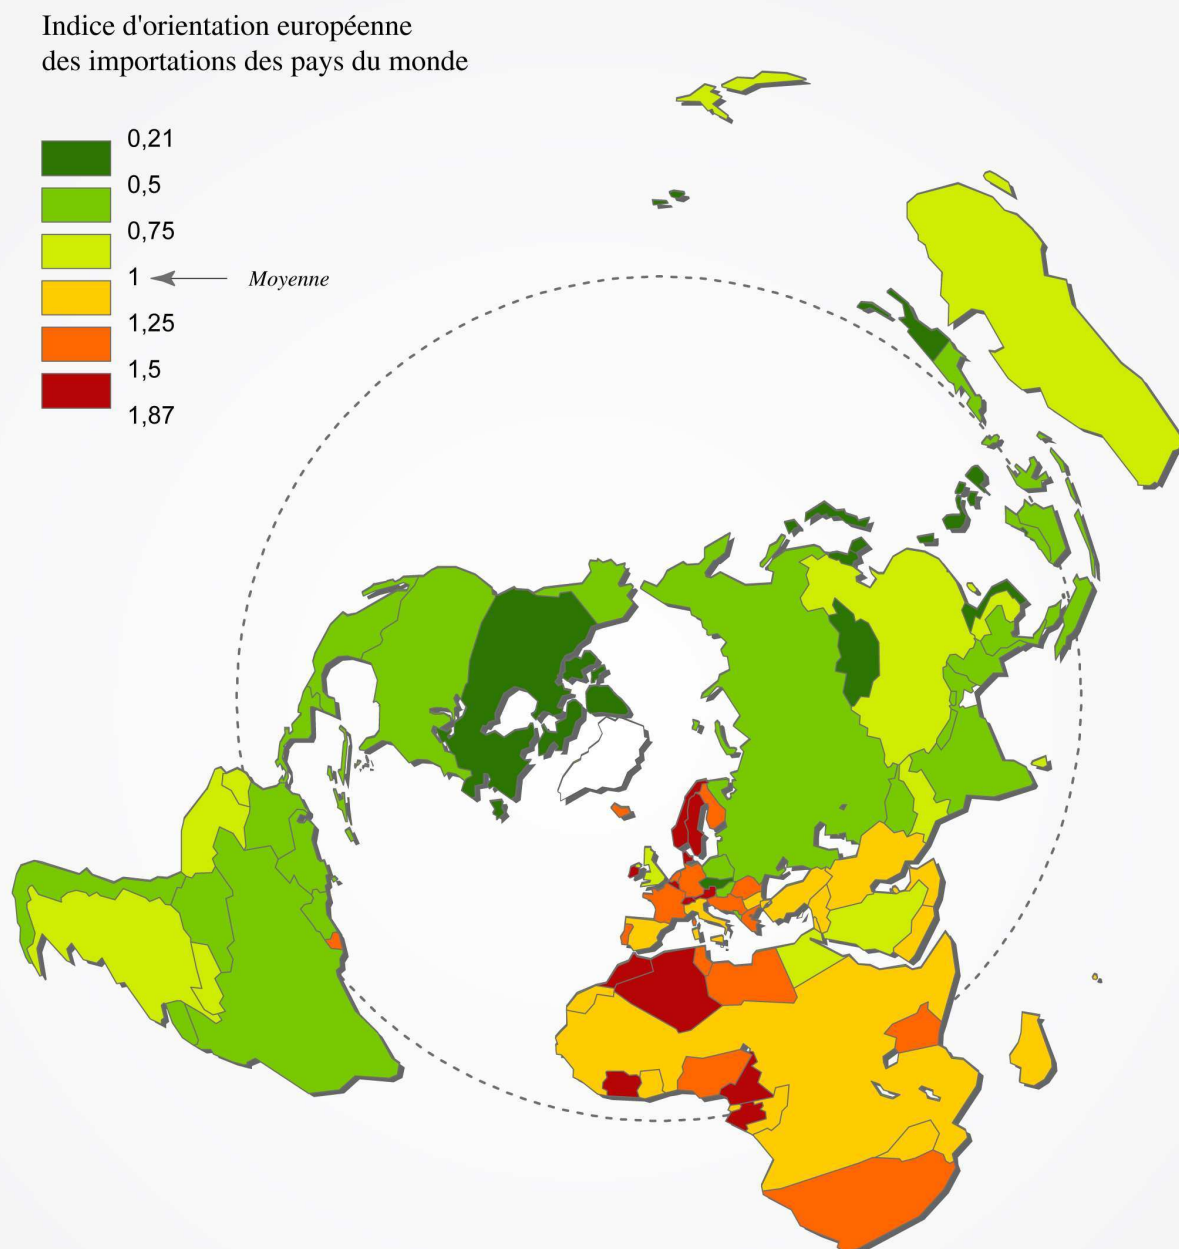 Indice d'orientation européenne
des importations des pays du monde
0,21
0,5
0,75
1
Moyenne
1,25
1,5
1,87